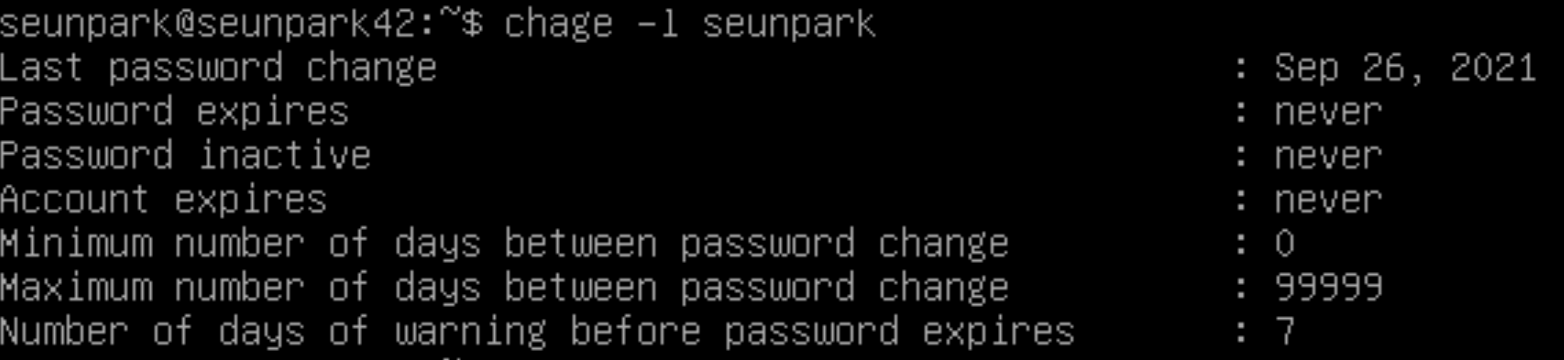 seunpark@seunpark42:~$ chage -l seunpark
Last password change : Sep 26, 2021
Password expires : never
Password inactive : never
Account expires : never
Minimum number of days between password change : 0
Maximum number of days between password change : 99999
Number of days of warning before password expires : 7